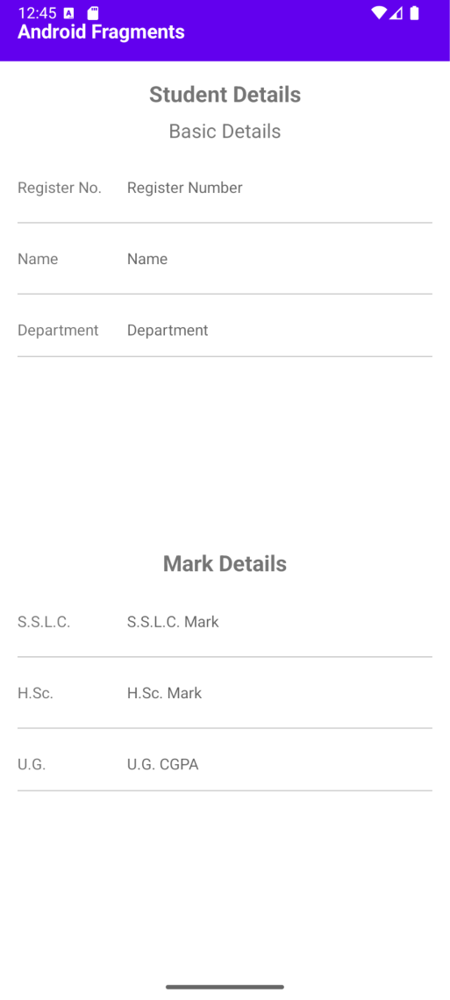 12:45
Android Fragments
Student Details
Basic Details
Register No. Register Number
Name Name
Department Department
Mark Details
S.S.L.C. S.S.L.C. Mark
H.Sc. H.Sc. Mark
U.G. U.G. CGPA